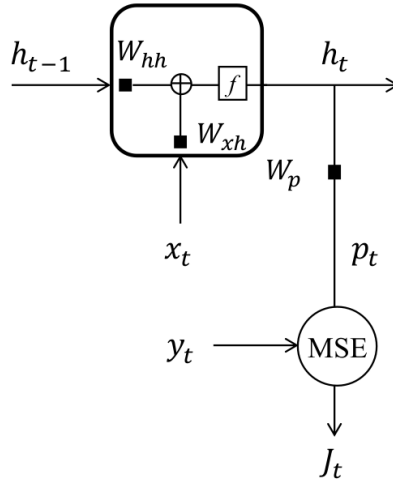 h_{t-1}
W_{hh}
f
h_t
W_{xh}
W_p
x_t
p_t
y_t
MSE
J_t